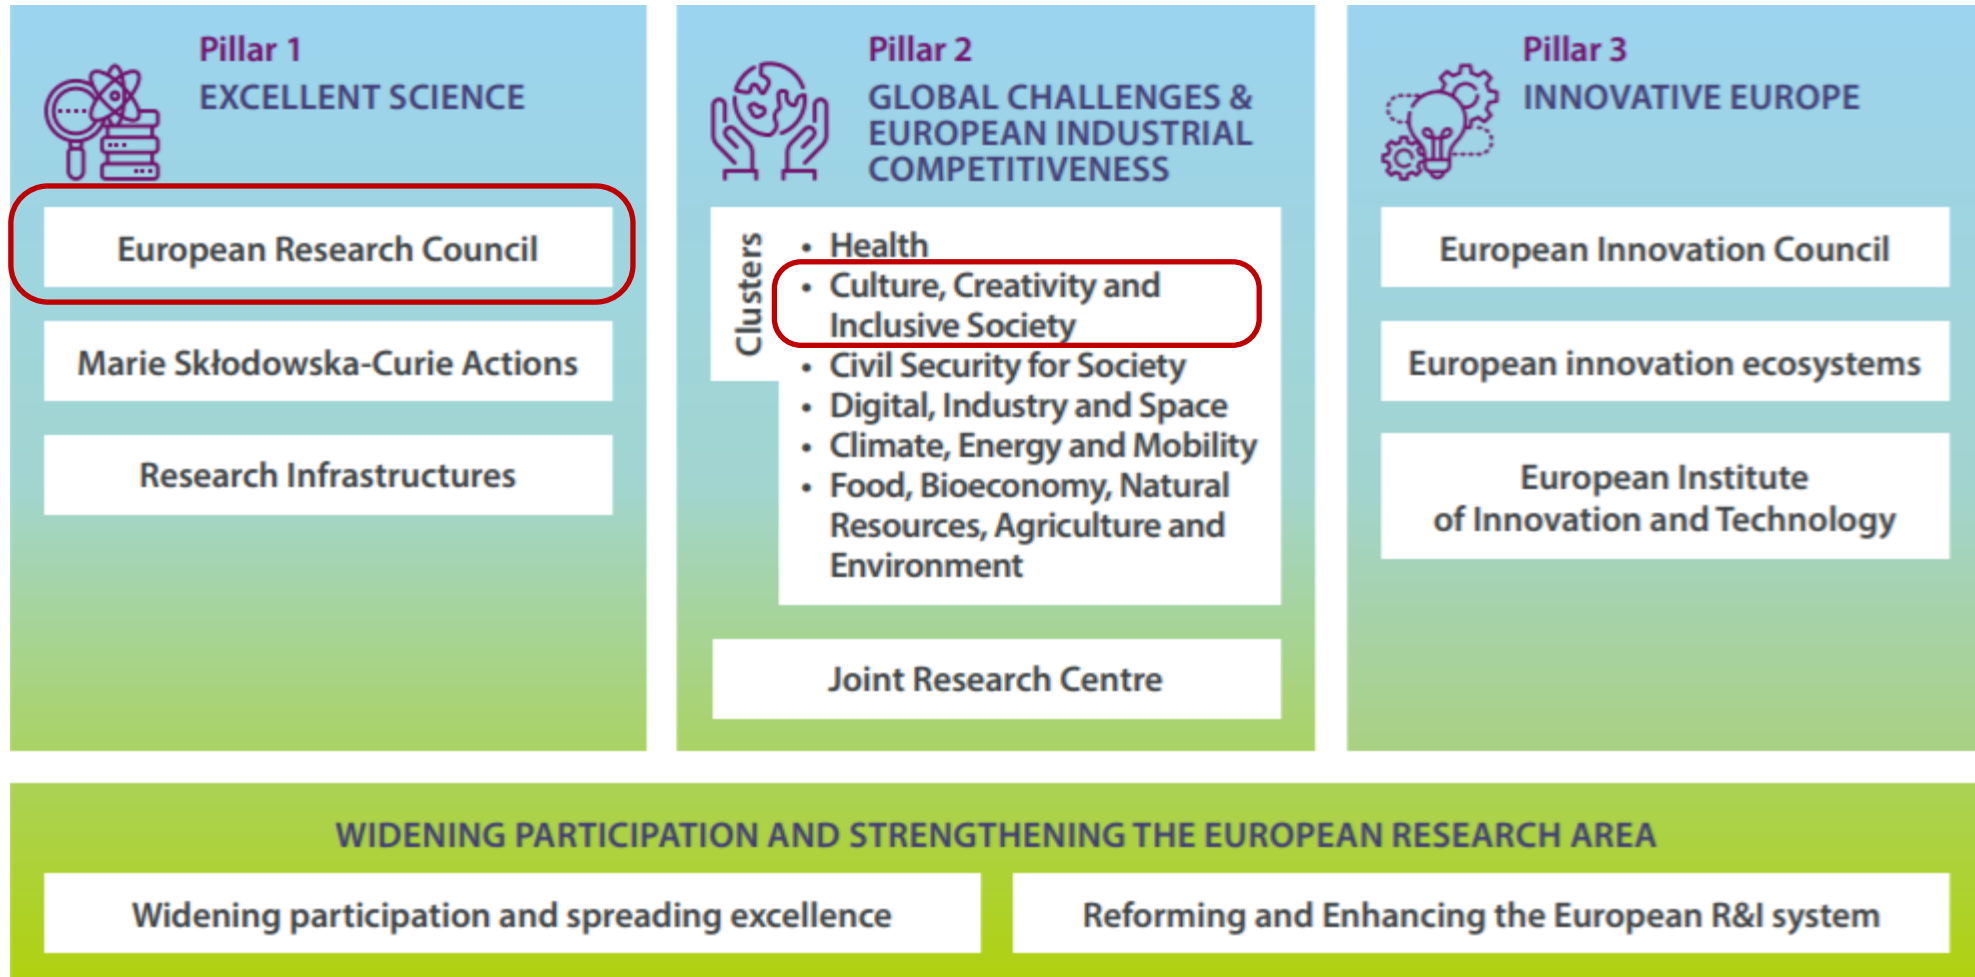 Pillar 1
EXCELLENT SCIENCE
European Research Council
Marie Skłodowska-Curie Actions
Research Infrastructures
Pillar 2
GLOBAL CHALLENGES &
EUROPEAN INDUSTRIAL
COMPETITIVENESS
Clusters
• Health
• Culture, Creativity and
Inclusive Society
• Civil Security for Society
• Digital, Industry and Space
• Climate, Energy and Mobility
• Food, Bioeconomy, Natural
Resources, Agriculture and
Environment
Joint Research Centre
Pillar 3
INNOVATIVE EUROPE
European Innovation Council
European innovation ecosystems
European Institute
of Innovation and Technology
WIDENING PARTICIPATION AND STRENGTHENING THE EUROPEAN RESEARCH AREA
Widening participation and spreading excellence
Reforming and Enhancing the European R&I system